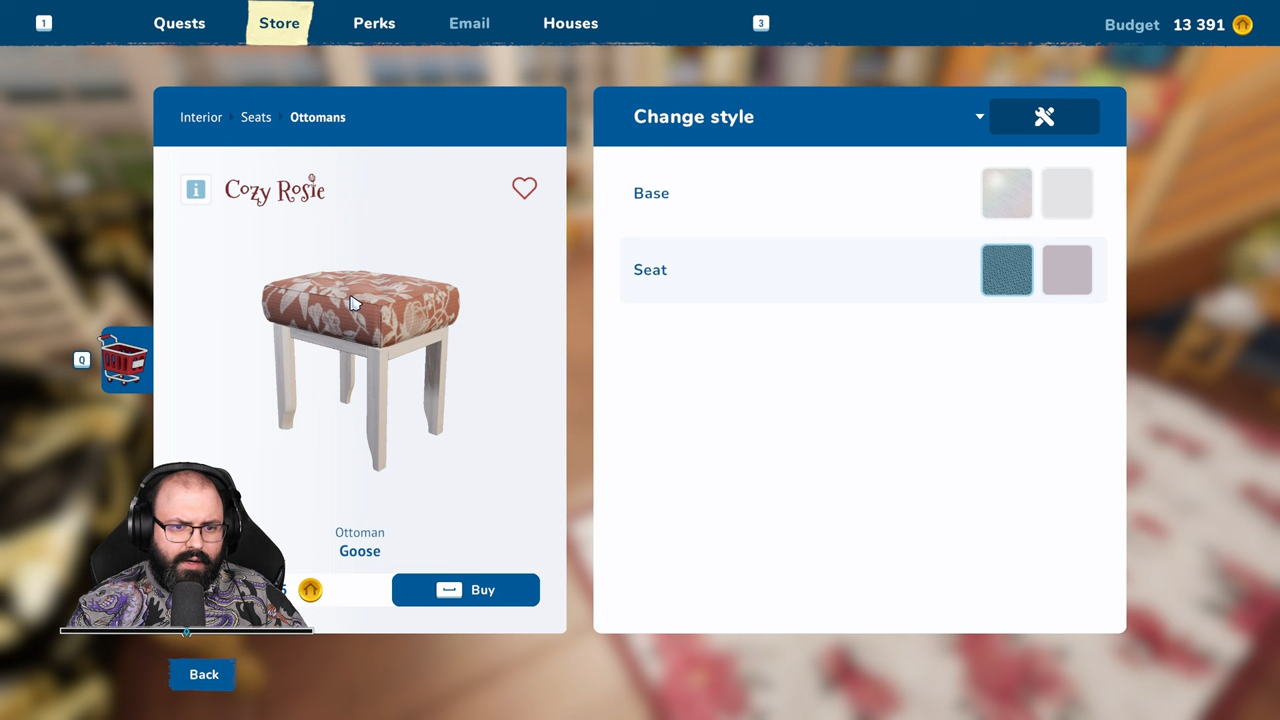 1
Quests
Store
Perks
Email
Houses
3
Budget 13 391
Interior Seats Ottomans
i Cozy Rosie
Change style
Base
Seat
Q
Ottoman
Goose
Buy
Back